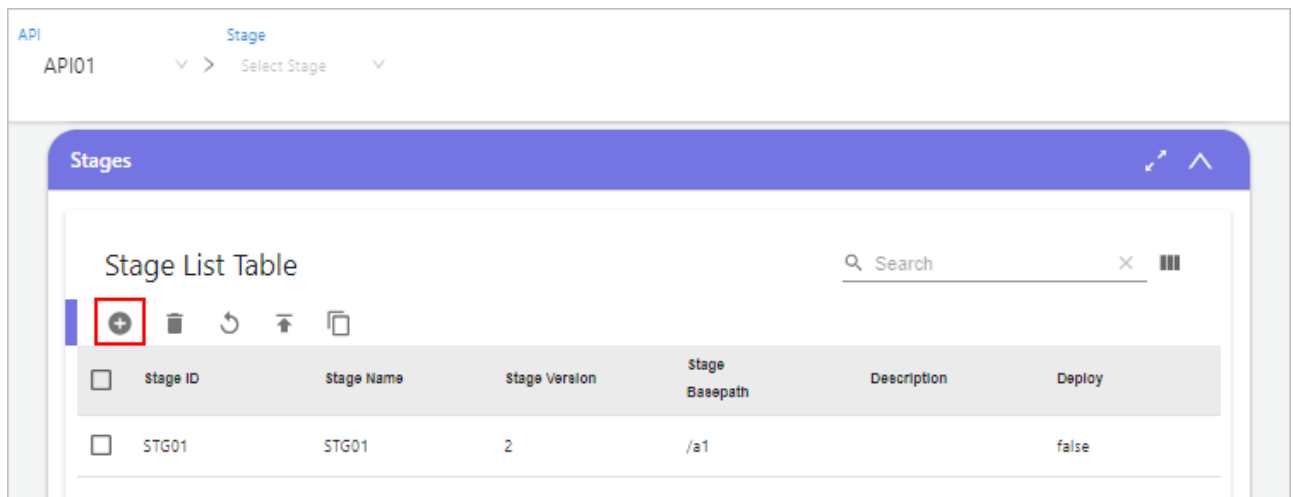 API Stage
API01 > Select Stage
Stages
Stage List Table Search
Stage ID Stage Name Stage Version Stage Basepath Description Deploy
STG01 STG01 2 /a1 false